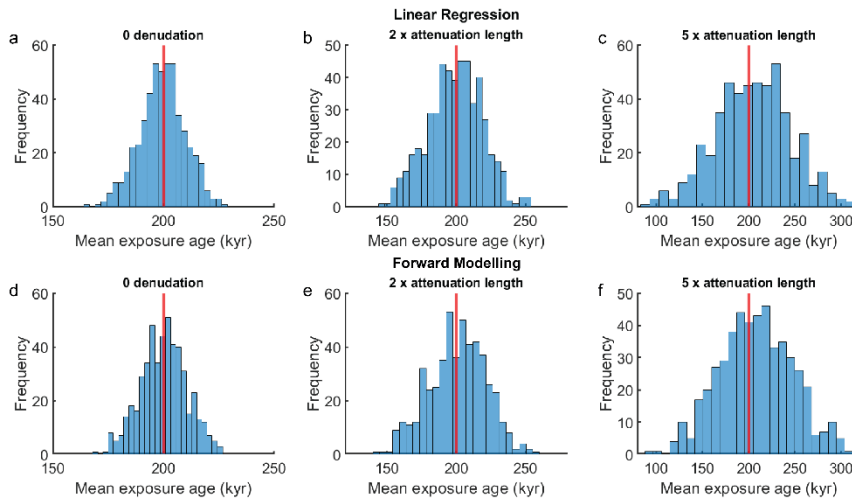 Linear Regression
a
0 denudation
60
40
20
0
150
200
250
Frequency
Mean exposure age (kyr)
b
2 x attenuation length
50
40
30
20
10
0
150
200
250
Frequency
Mean exposure age (kyr)
c
5 x attenuation length
60
40
20
0
100
150
200
250
300
Frequency
Mean exposure age (kyr)
Forward Modelling
d
0 denudation
60
40
20
0
150
200
250
Frequency
Mean exposure age (kyr)
e
2 x attenuation length
60
40
20
0
150
200
250
Frequency
Mean exposure age (kyr)
f
5 x attenuation length
50
40
30
20
10
0
100
150
200
250
300
Frequency
Mean exposure age (kyr)